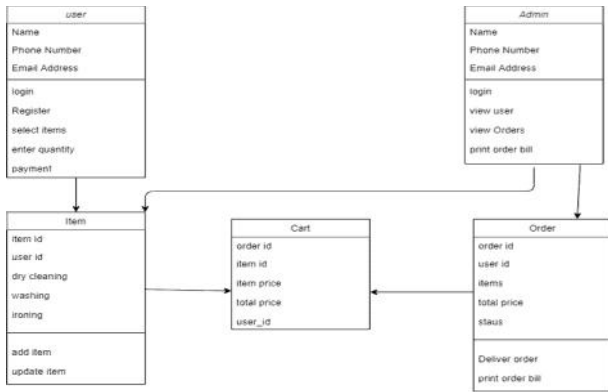 user
Name
Phone Number
Email Address
login
Register
select items
enter quantity
payment
Admin
Name
Phone Number
Email Address
login
view user
view Orders
print order bill
Item
item id
user id
dry cleaning
washing
ironing
add item
update item
Cart
order id
item id
item price
total price
user_id
Order
order id
user id
items
total price
staus
Deliver order
print order bill